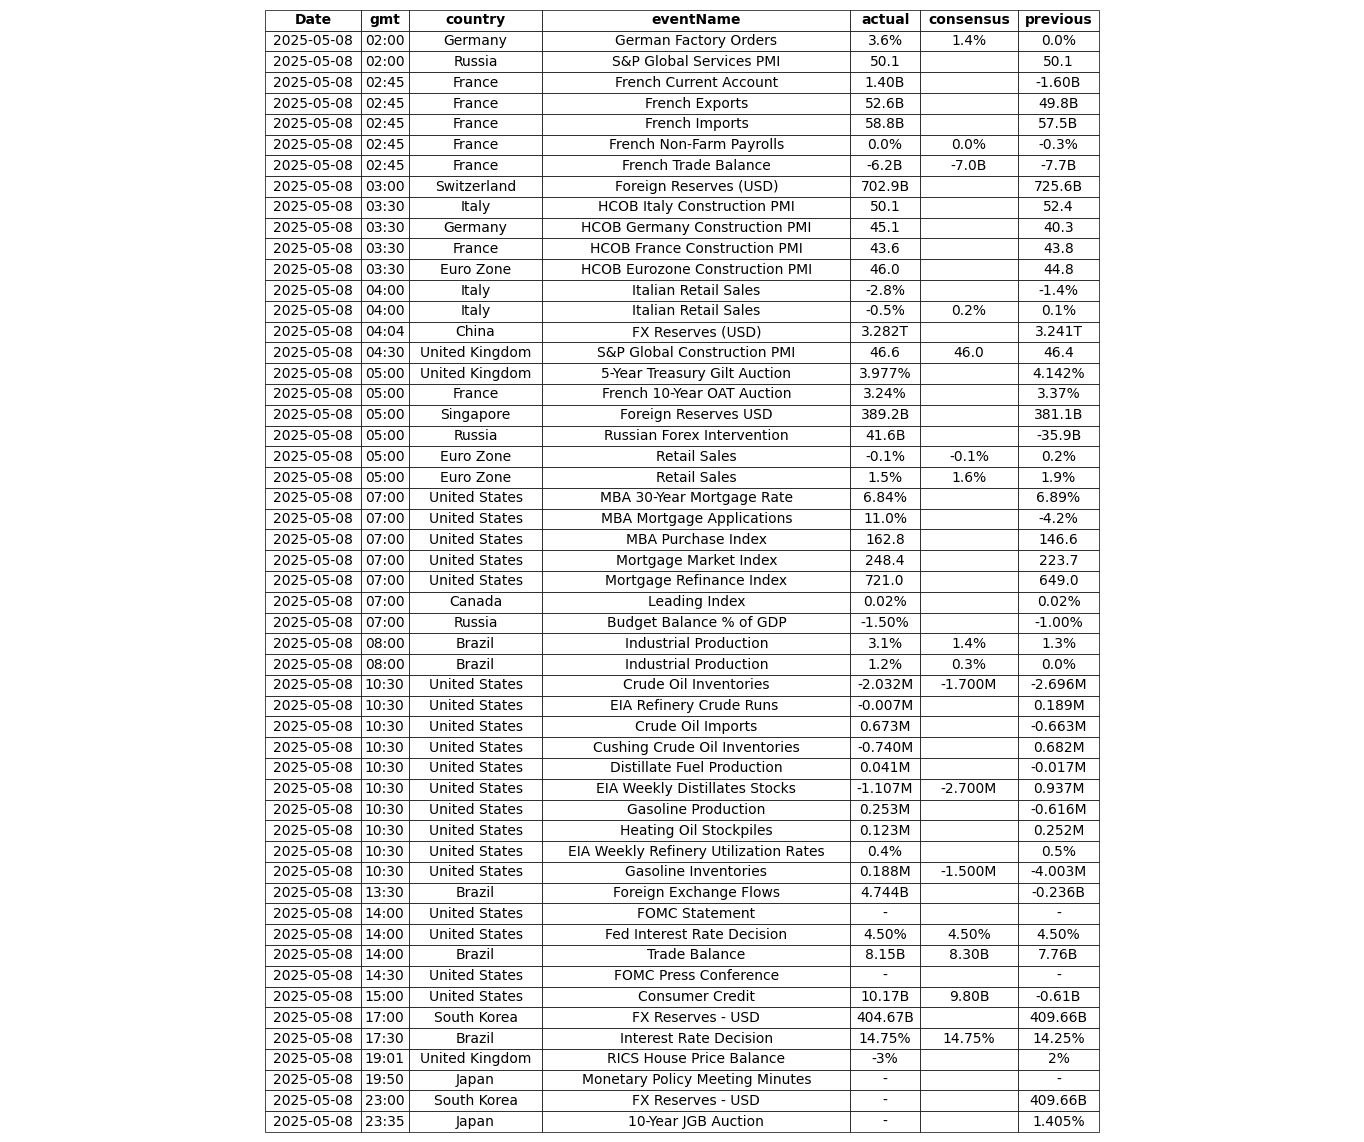 Date gmt country eventName actual consensus previous
2025-05-08 02:00 Germany German Factory Orders 3.6% 1.4% 0.0%
2025-05-08 02:00 Russia S&P Global Services PMI 50.1 50.1
2025-05-08 02:45 France French Current Account 1.40B -1.60B
2025-05-08 02:45 France French Exports 52.6B 49.8B
2025-05-08 02:45 France French Imports 58.8B 57.5B
2025-05-08 02:45 France French Non-Farm Payrolls 0.0% 0.0% -0.3%
2025-05-08 02:45 France French Trade Balance -6.2B -7.0B -7.7B
2025-05-08 03:00 Switzerland Foreign Reserves (USD) 702.9B 725.6B
2025-05-08 03:30 Italy HCOB Italy Construction PMI 50.1 52.4
2025-05-08 03:30 Germany HCOB Germany Construction PMI 45.1 40.3
2025-05-08 03:30 France HCOB France Construction PMI 43.6 43.8
2025-05-08 03:30 Euro Zone HCOB Eurozone Construction PMI 46.0 44.8
2025-05-08 04:00 Italy Italian Retail Sales -2.8% -1.4%
2025-05-08 04:00 Italy Italian Retail Sales -0.5% 0.2% 0.1%
2025-05-08 04:04 China FX Reserves (USD) 3.282T 3.241T
2025-05-08 04:30 United Kingdom S&P Global Construction PMI 46.6 46.0 46.4
2025-05-08 05:00 United Kingdom 5-Year Treasury Gilt Auction 3.977% 4.142%
2025-05-08 05:00 France French 10-Year OAT Auction 3.24% 3.37%
2025-05-08 05:00 Singapore Foreign Reserves USD 389.2B 381.1B
2025-05-08 05:00 Russia Russian Forex Intervention 41.6B -35.9B
2025-05-08 05:00 Euro Zone Retail Sales -0.1% -0.1% 0.2%
2025-05-08 05:00 Euro Zone Retail Sales 1.5% 1.6% 1.9%
2025-05-08 07:00 United States MBA 30-Year Mortgage Rate 6.84% 6.89%
2025-05-08 07:00 United States MBA Mortgage Applications 11.0% -4.2%
2025-05-08 07:00 United States MBA Purchase Index 162.8 146.6
2025-05-08 07:00 United States Mortgage Market Index 248.4 223.7
2025-05-08 07:00 United States Mortgage Refinance Index 721.0 649.0
2025-05-08 07:00 Canada Leading Index 0.02% 0.02%
2025-05-08 07:00 Russia Budget Balance % of GDP -1.50% -1.00%
2025-05-08 08:00 Brazil Industrial Production 3.1% 1.4% 1.3%
2025-05-08 08:00 Brazil Industrial Production 1.2% 0.3% 0.0%
2025-05-08 10:30 United States Crude Oil Inventories -2.032M -1.700M -2.696M
2025-05-08 10:30 United States EIA Refinery Crude Runs -0.007M 0.189M
2025-05-08 10:30 United States Crude Oil Imports 0.673M -0.663M
2025-05-08 10:30 United States Cushing Crude Oil Inventories -0.740M 0.682M
2025-05-08 10:30 United States Distillate Fuel Production 0.041M -0.017M
2025-05-08 10:30 United States EIA Weekly Distillates Stocks -1.107M -2.700M 0.937M
2025-05-08 10:30 United States Gasoline Production 0.253M -0.616M
2025-05-08 10:30 United States Heating Oil Stockpiles 0.123M 0.252M
2025-05-08 10:30 United States EIA Weekly Refinery Utilization Rates 0.4% 0.5%
2025-05-08 10:30 United States Gasoline Inventories 0.188M -1.500M -4.003M
2025-05-08 13:30 Brazil Foreign Exchange Flows 4.744B -0.236B
2025-05-08 14:00 United States FOMC Statement - -
2025-05-08 14:00 United States Fed Interest Rate Decision 4.50% 4.50% 4.50%
2025-05-08 14:00 Brazil Trade Balance 8.15B 8.30B 7.76B
2025-05-08 14:30 United States FOMC Press Conference - -
2025-05-08 15:00 United States Consumer Credit 10.17B 9.80B -0.61B
2025-05-08 17:00 South Korea FX Reserves - USD 404.67B 409.66B
2025-05-08 17:30 Brazil Interest Rate Decision 14.75% 14.75% 14.25%
2025-05-08 19:01 United Kingdom RICS House Price Balance -3% 2%
2025-05-08 19:50 Japan Monetary Policy Meeting Minutes - -
2025-05-08 23:00 South Korea FX Reserves - USD - 409.66B
2025-05-08 23:35 Japan 10-Year JGB Auction - 1.405%